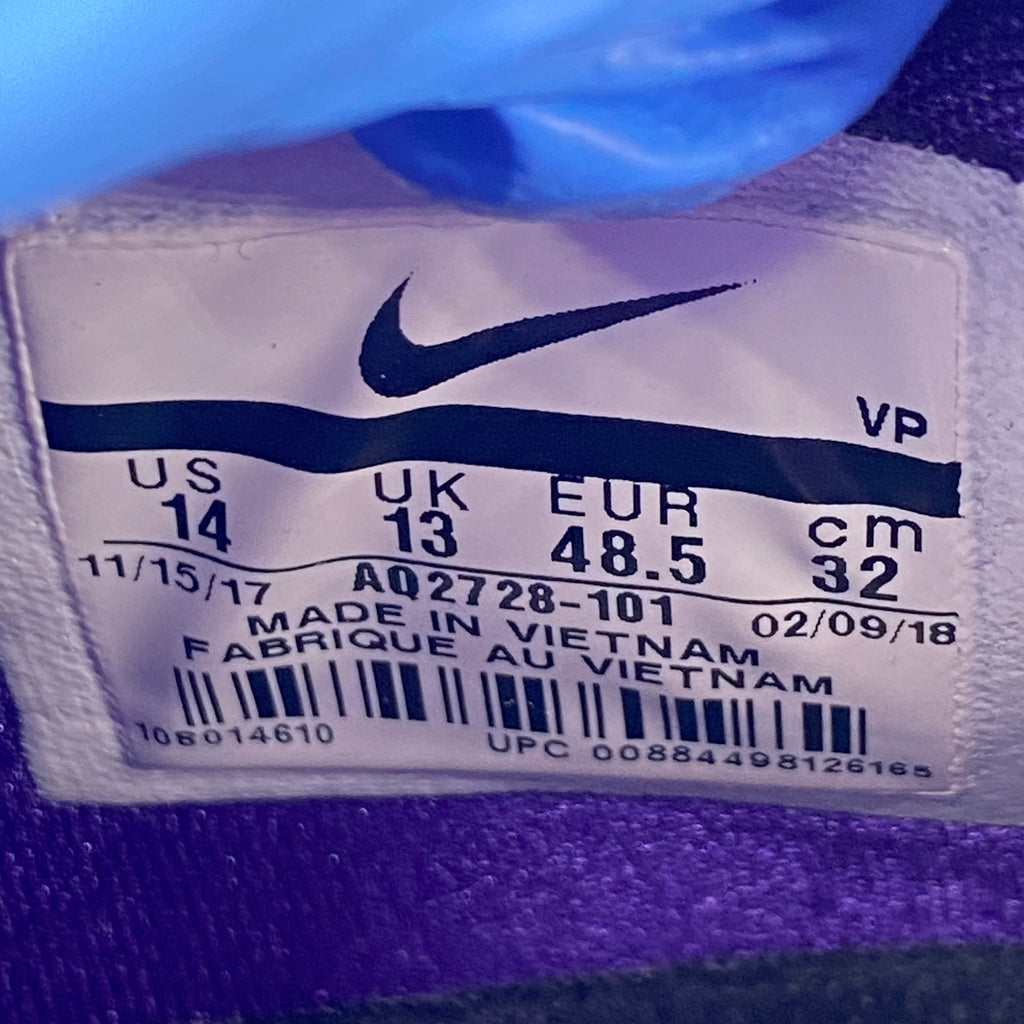 VP
US UK EUR cm
14 13 48.5 32
11/15/17 AQ2728-101 02/09/18
MADE IN VIETNAM
FABRIQUE AU VIETNAM
108014610 UPC 00884498126165